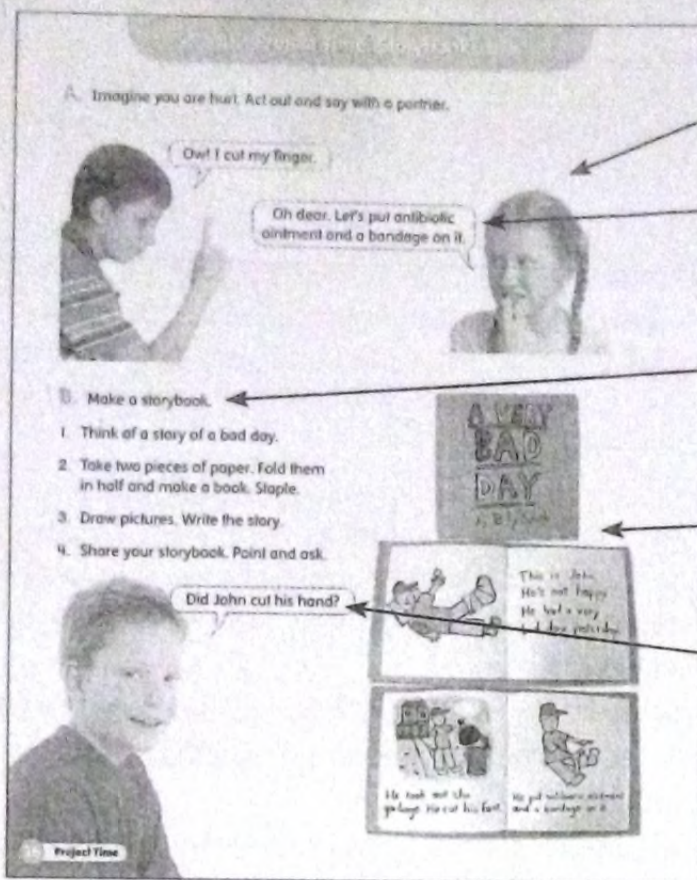 A. Imagine you are hurt. Act out and say with a partner.
Ow! I cut my finger.
Oh dear. Let's put antibiotic
ointment and a bandage on it.
B. Make a storybook.
1. Think of a story of a bad day.
2. Take two pieces of paper. Fold them
in half and make a book. Staple.
3. Draw pictures. Write the story.
4. Share your storybook. Point and ask.
Did John cut his hand?
A VERY
BAD
DAY
This is John.
He's not happy.
He had a very
bad day yesterday.
He took out the
garbage. He cut his foot.
He put antibiotic ointment
and a bandage on it.
Project Time